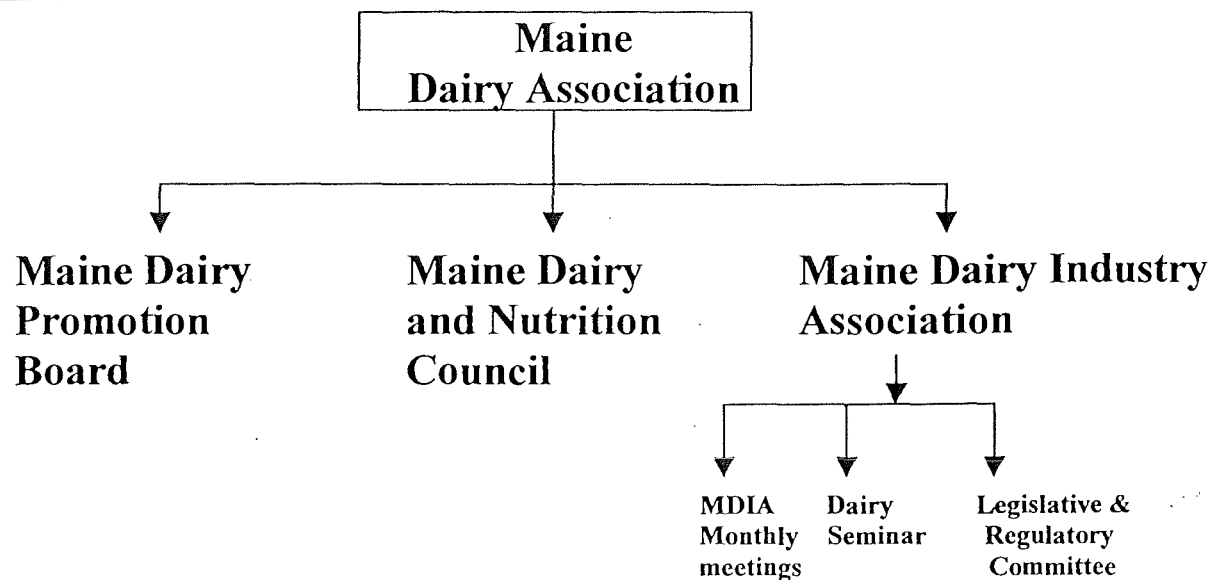 Maine
Dairy Association
Maine Dairy
Promotion
Board
Maine Dairy
and Nutrition
Council
Maine Dairy Industry
Association
MDIA
Monthly
meetings
Dairy
Seminar
Legislative &
Regulatory
Committee